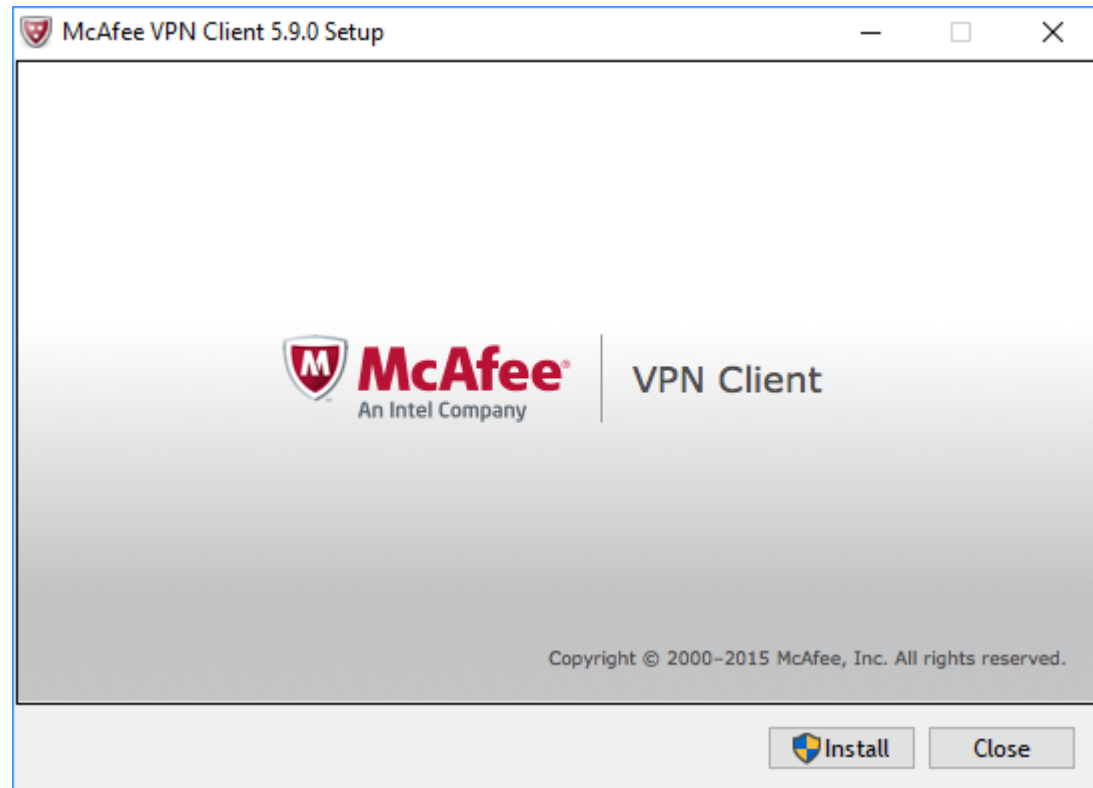 McAfee VPN Client 5.9.0 Setup
McAfee®
An Intel Company
VPN Client
Copyright © 2000–2015 McAfee, Inc. All rights reserved.
Install
Close